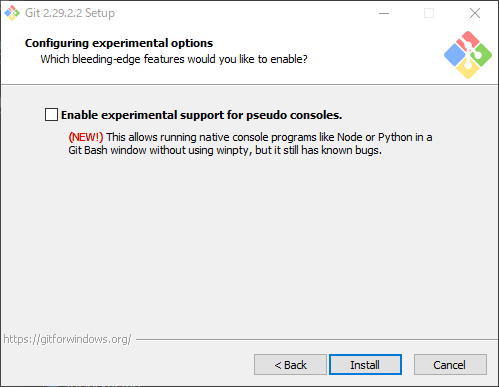 Git 2.29.2.2 Setup
Configuring experimental options
Which bleeding-edge features would you like to enable?
Enable experimental support for pseudo consoles.
(NEW!) This allows running native console programs like Node or Python in a
Git Bash window without using winpty, but it still has known bugs.
https://gitforwindows.org/
< Back
Install
Cancel